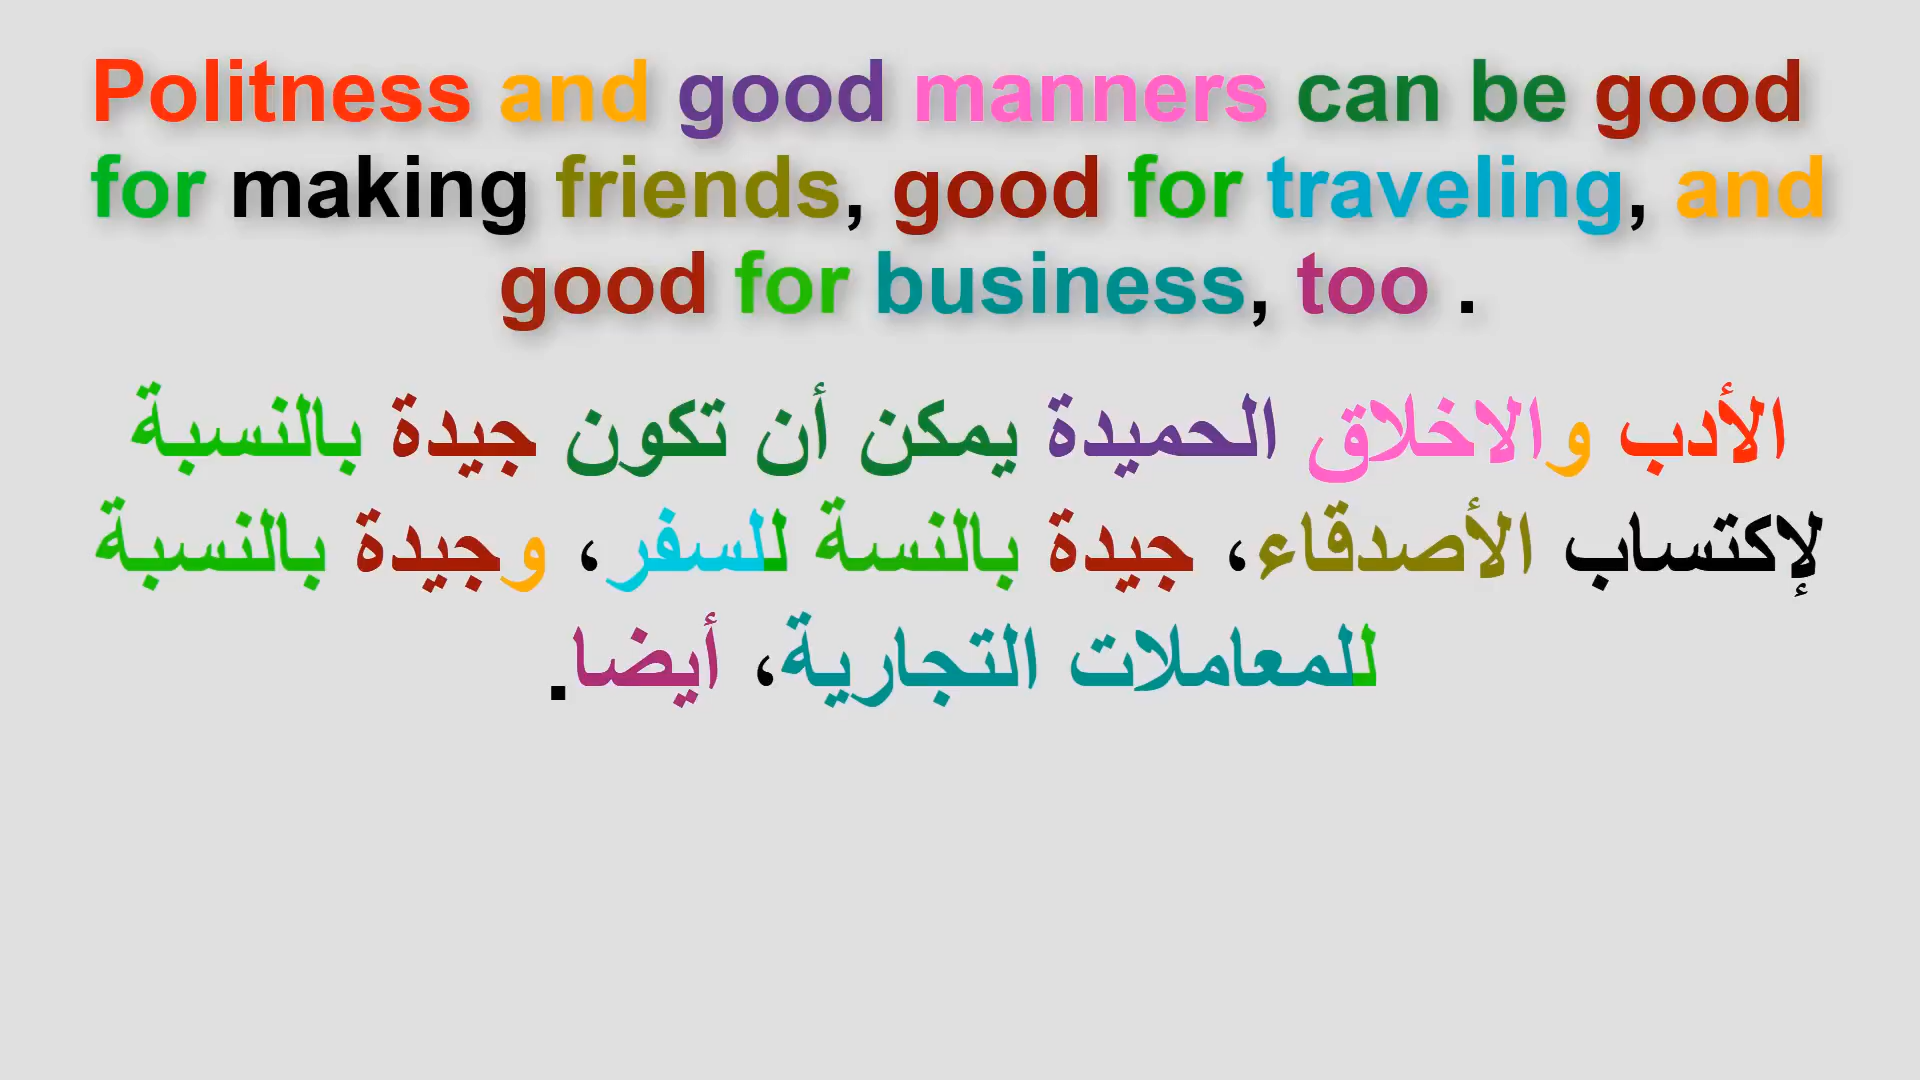 Politness and good manners can be good
for making friends, good for traveling, and
good for business, too .
الأدب والاخلاق الحميدة يمكن أن تكون جيدة بالنسبة
لإكتساب الأصدقاء، جيدة بالنسة للسفر، وجيدة بالنسبة
للمعاملات التجارية، أيضا.